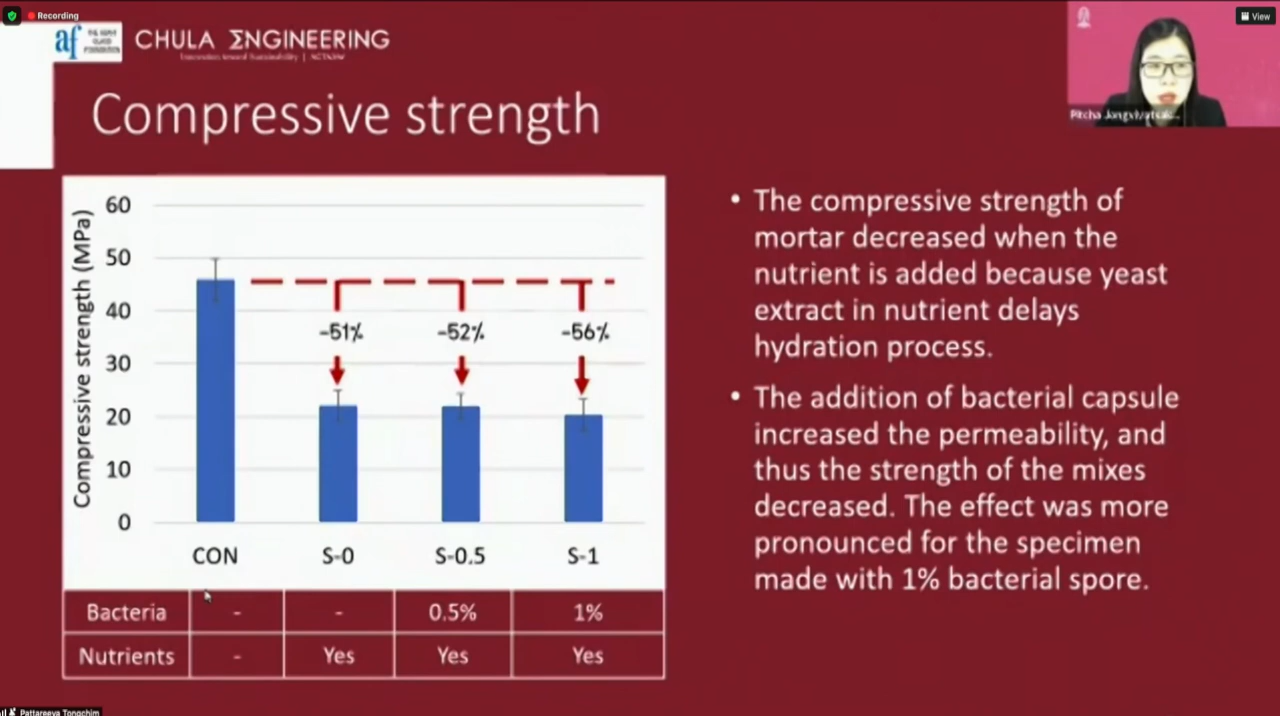 Recording
View
af
CHULA ΣNGINEERING
Compressive strength
Compressive strength (MPa)
60
50
40
30
20
10
0
-51%
-52%
-56%
CON
S-0
S-0.5
S-1
Bacteria - - 0.5% 1%
Nutrients - Yes Yes Yes
• The compressive strength of
mortar decreased when the
nutrient is added because yeast
extract in nutrient delays
hydration process.
• The addition of bacterial capsule
increased the permeability, and
thus the strength of the mixes
decreased. The effect was more
pronounced for the specimen
made with 1% bacterial spore.
Pitcha
Pattareeya Tongchim